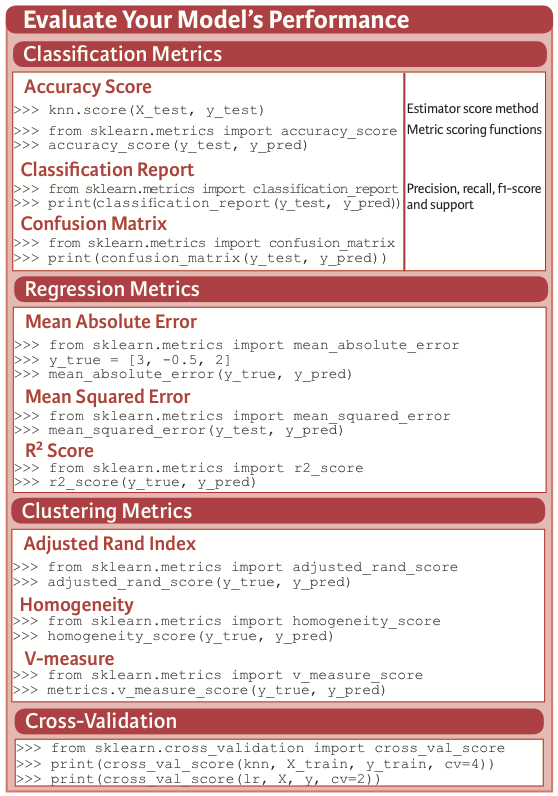 Evaluate Your Model's Performance
Classification Metrics
Accuracy Score
>>> knn.score(X_test, y_test)
Estimator score method
>>> from sklearn.metrics import accuracy_score
Metric scoring functions
>>> accuracy_score(y_test, y_pred)
Classification Report
>>> from sklearn.metrics import classification_report
Precision, recall, f1-score
>>> print(classification_report(y_test, y_pred))
and support
Confusion Matrix
>>> from sklearn.metrics import confusion_matrix
>>> print(confusion_matrix(y_test, y_pred))
Regression Metrics
Mean Absolute Error
>>> from sklearn.metrics import mean_absolute_error
>>> y_true = [3, -0.5, 2]
>>> mean_absolute_error(y_true, y_pred)
Mean Squared Error
>>> from sklearn.metrics import mean_squared_error
>>> mean_squared_error(y_test, y_pred)
R² Score
>>> from sklearn.metrics import r2_score
>>> r2_score(y_true, y_pred)
Clustering Metrics
Adjusted Rand Index
>>> from sklearn.metrics import adjusted_rand_score
>>> adjusted_rand_score(y_true, y_pred)
Homogeneity
>>> from sklearn.metrics import homogeneity_score
>>> homogeneity_score(y_true, y_pred)
V-measure
>>> from sklearn.metrics import v_measure_score
>>> metrics.v_measure_score(y_true, y_pred)
Cross-Validation
>>> from sklearn.cross_validation import cross_val_score
>>> print(cross_val_score(knn, X_train, y_train, cv=4))
>>> print(cross_val_score(lr, X, y, cv=2))